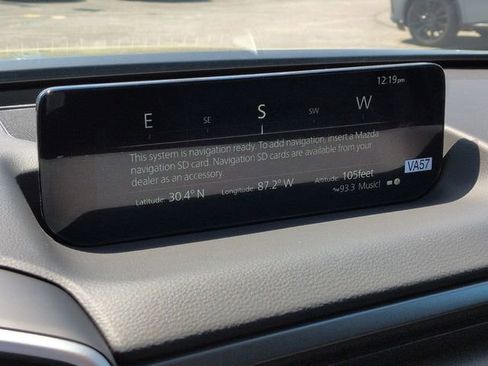 12:19pm
E SE S SW W
This system is navigation ready. To add navigation, insert a Mazda
navigation SD card. Navigation SD cards are available from your
dealer as an accessory.
Latitude: 30.4° N Longitude: 87.2° W Altitude: 105feet
93.3 Music!
VA57